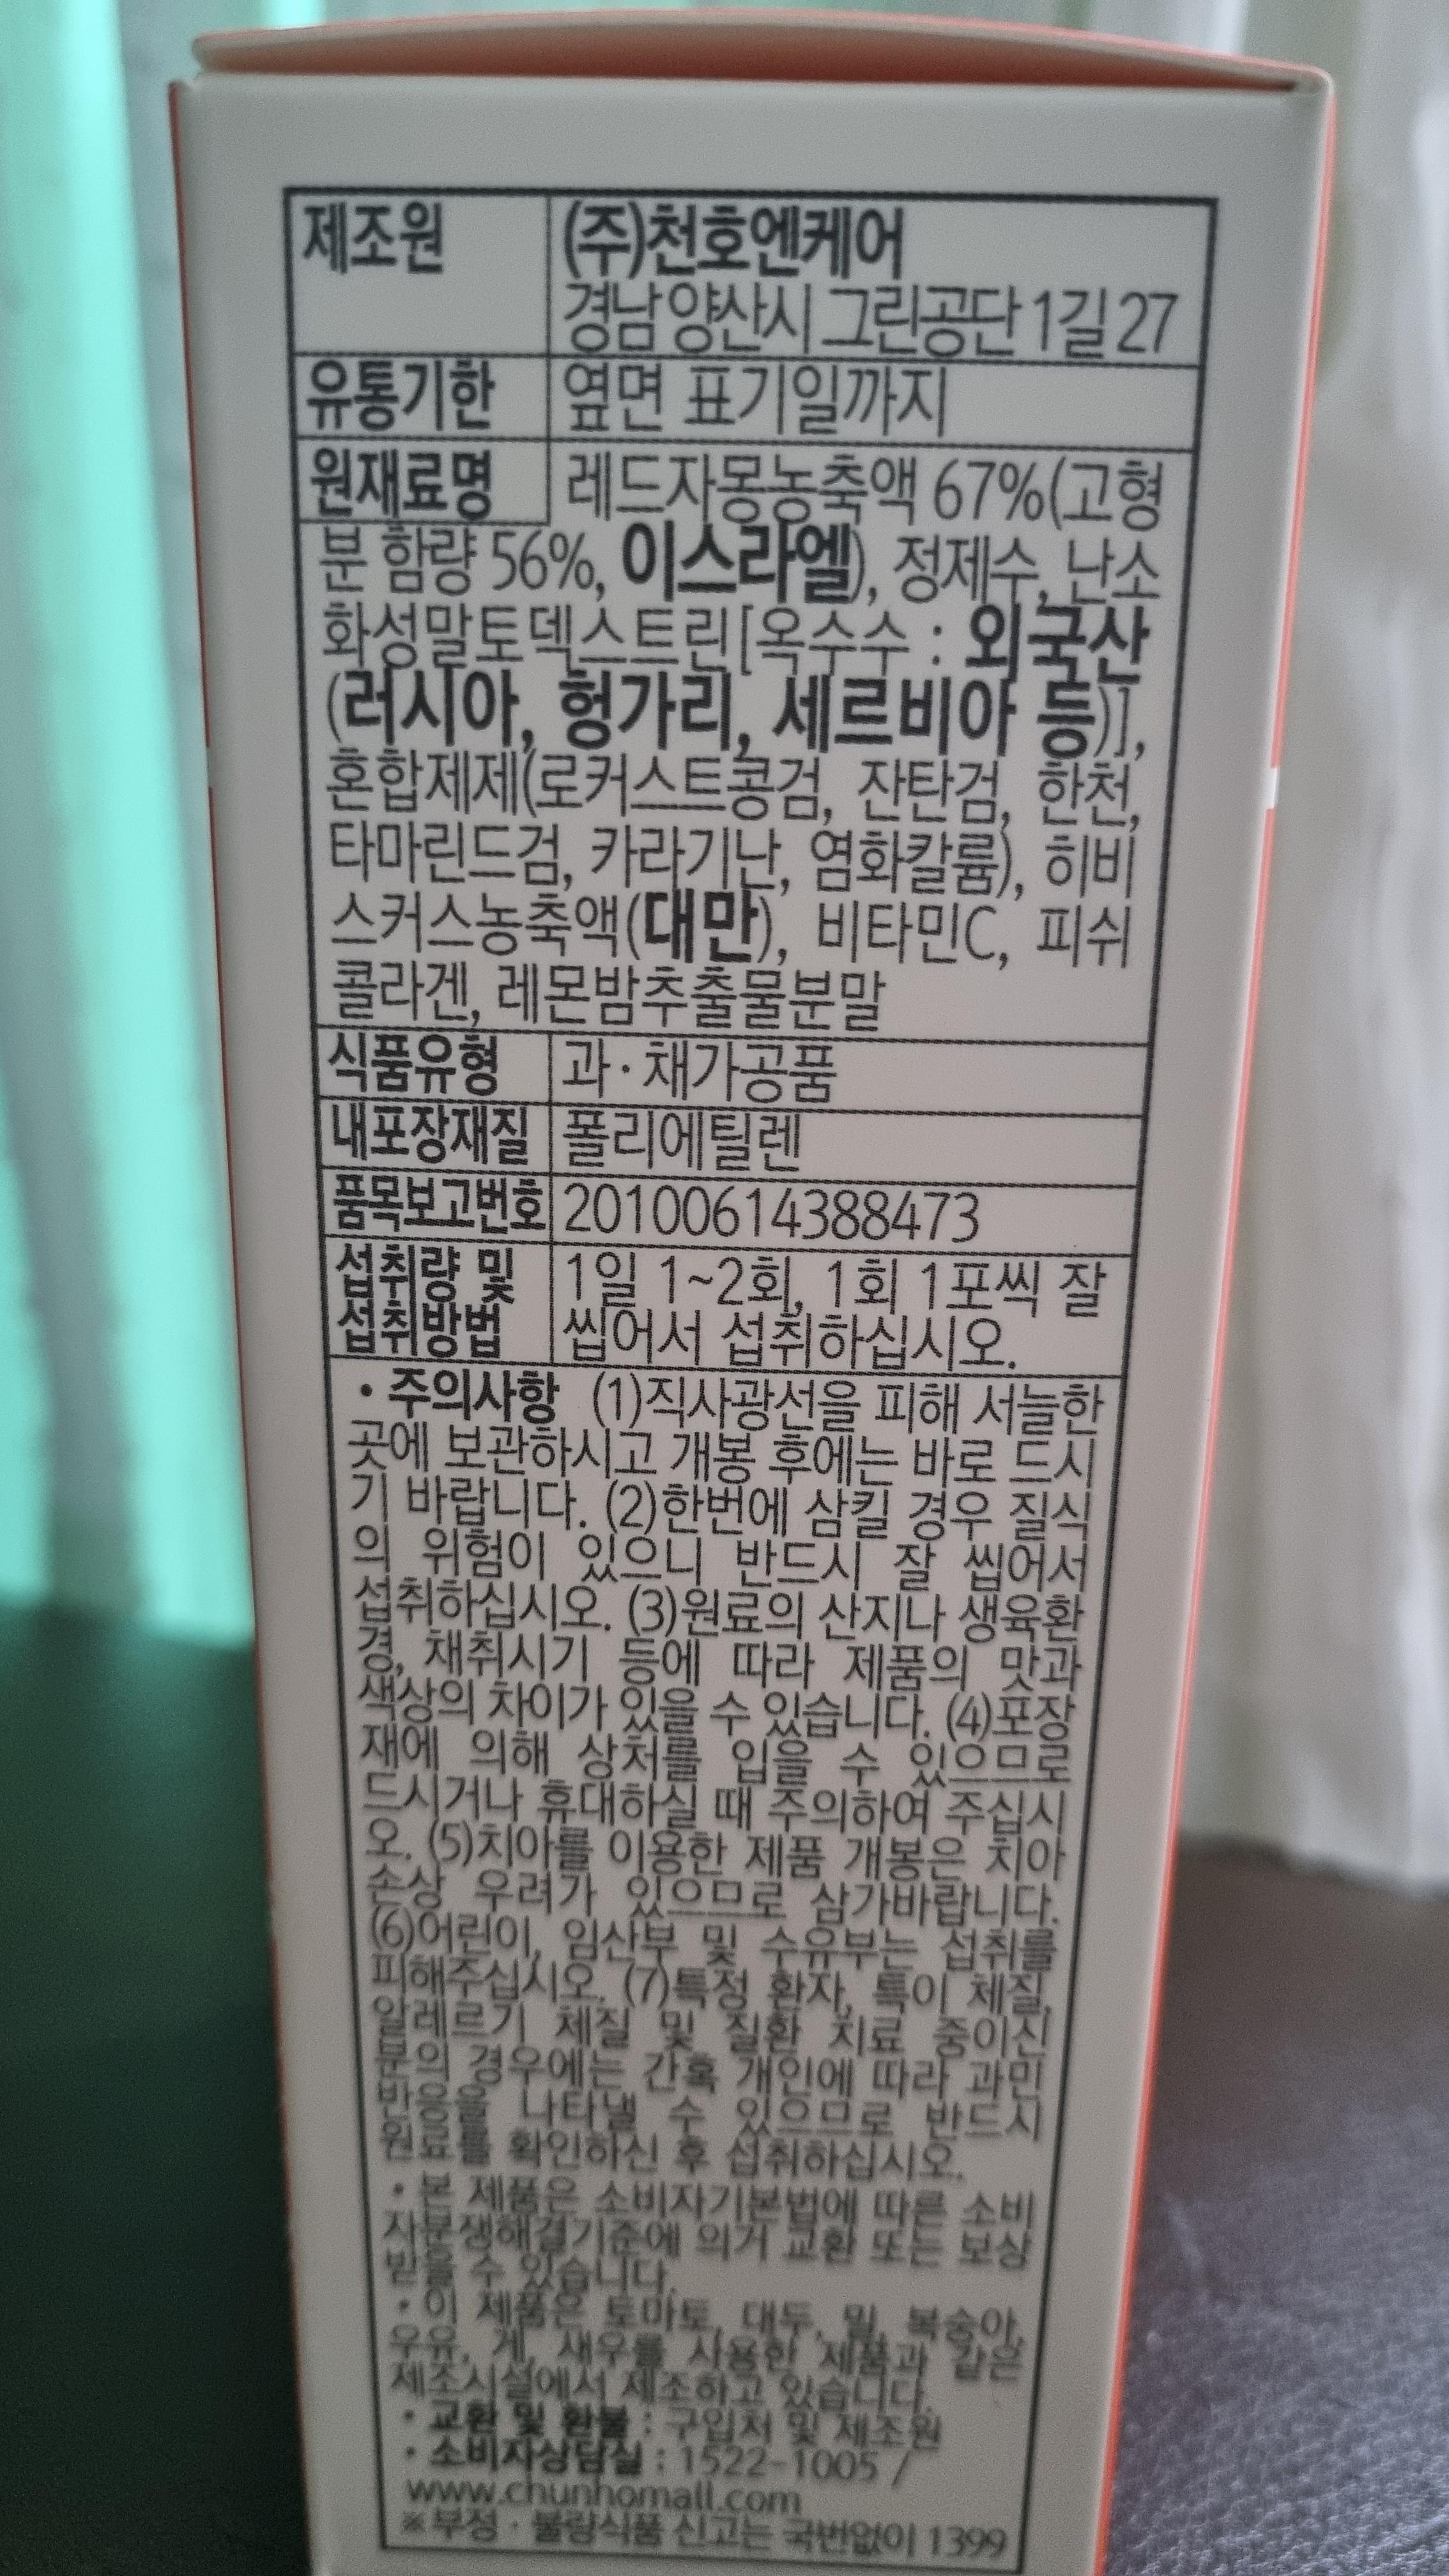 제조원 (주)천호엔케어
경남 양산시 그린공단1길 27
유통기한 옆면 표기일까지
원재료명 레드자몽농축액 67%(고형
분 함량 56%, 이스라엘), 정제수, 난소
화성말토덱스트린[옥수수 : 외국산
(러시아, 헝가리, 세르비아 등)],
혼합제제(로커스트콩검, 잔탄검, 한천,
타마린드검, 카라기난, 염화칼륨), 히비
스커스농축액(대만), 비타민C, 피쉬
콜라겐, 레몬밤추출물분말
식품유형 과·채가공품
내포장재질 폴리에틸렌
품목보고번호 20100614388473
섭취량 및 1일 1~2회, 1회 1포씩 잘
섭취방법 씹어서 섭취하십시오.
• 주의사항 (1)직사광선을 피해 서늘한
곳에 보관하시고 개봉 후에는 바로 드시
기 바랍니다. (2)한번에 삼킬 경우 질식
의 위험이 있으니 반드시 잘 씹어서
섭취하십시오. (3)원료의 산지나 생육환
경, 채취시기 등에 따라 제품의 맛과
색상의 차이가 있을 수 있습니다. (4)포장
재에 의해 상처를 입을 수 있으므로
드시거나 휴대하실 때 주의하여 주십시
오. (5)치아를 이용한 제품 개봉은 치아
손상 우려가 있으므로 삼가바랍니다.
(6)어린이, 임산부 및 수유부는 섭취를
피해주십시오. (7)특정 환자, 특이 체질,
알레르기 체질 및 질환 치료 중이신
분의 경우에는 간혹 개인에 따라 과민
반응을 나타낼 수 있으므로 반드시
원료를 확인하신 후 섭취하십시오.
• 본 제품은 소비자기본법에 따른 소비
자분쟁해결기준에 의거 교환 또는 보상
받을 수 있습니다.
• 이 제품은 토마토, 대두, 밀, 복숭아,
우유, 게, 새우를 사용한 제품과 같은
제조시설에서 제조하고 있습니다.
• 교환 및 환불 : 구입처 및 제조원
• 소비자상담실 : 1522-1005 /
www.chunhomall.com
※부정 · 불량식품 신고는 국번없이 1399